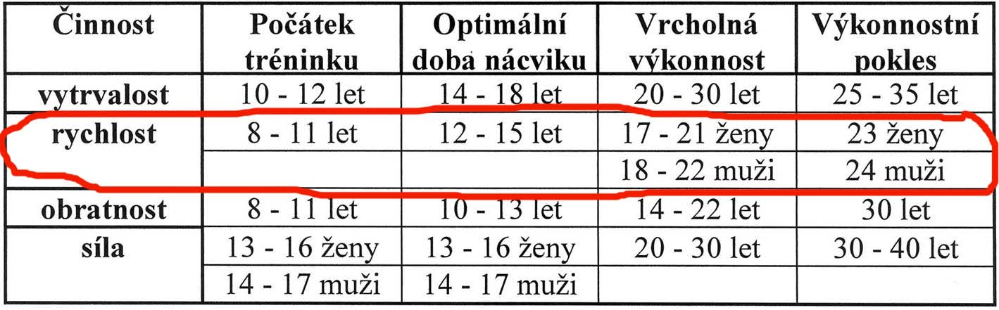 Činnost Počátek tréninku Optimální doba nácviku Vrcholná výkonnost Výkonnostní pokles
vytrvalost 10 - 12 let 14 - 18 let 20 - 30 let 25 - 35 let
rychlost 8 - 11 let 12 - 15 let 17 - 21 ženy 23 ženy
18 - 22 muži 24 muži
obratnost 8 - 11 let 10 - 13 let 14 - 22 let 30 let
síla 13 - 16 ženy 13 - 16 ženy 20 - 30 let 30 - 40 let
14 - 17 muži 14 - 17 muži